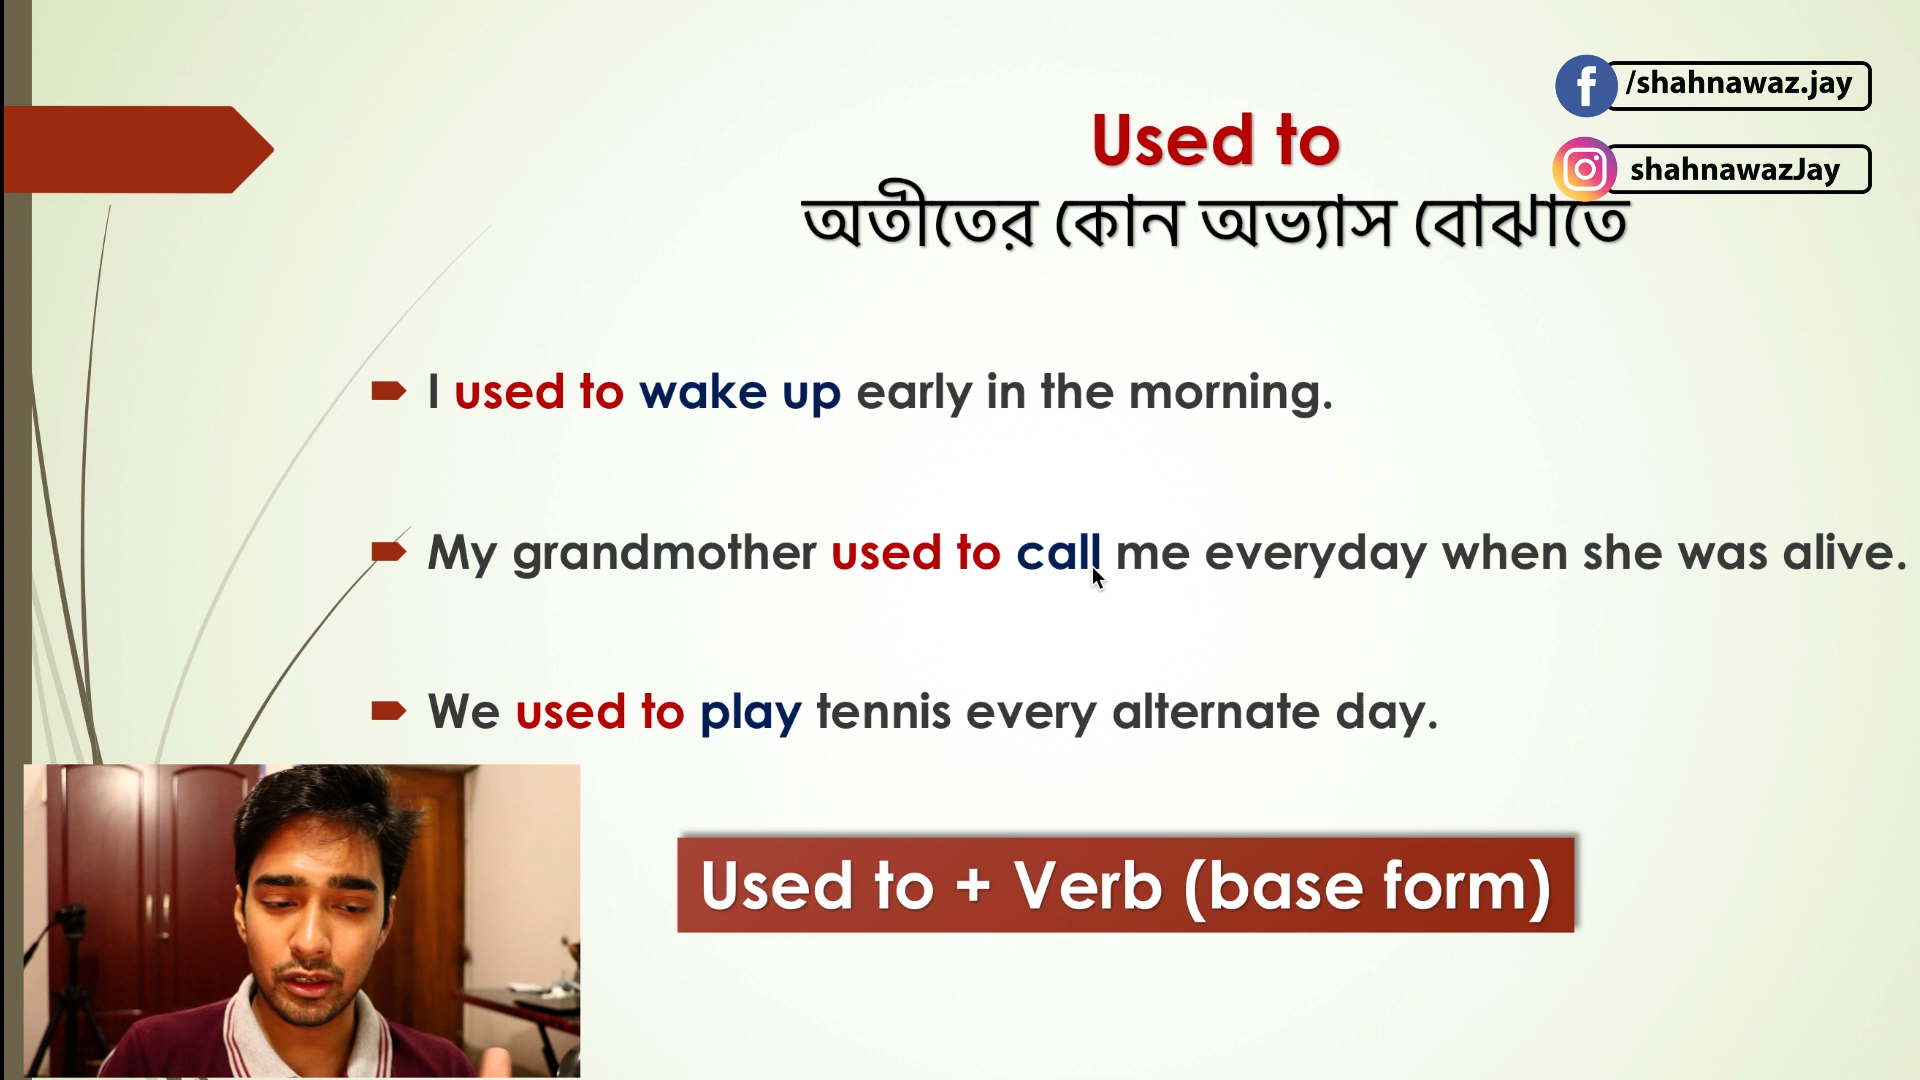 /shahnawaz.jay
Used to
shahnawazJay
অতীতের কোন অভ্যাস বোঝাতে
I used to wake up early in the morning.
My grandmother used to call me everyday when she was alive.
We used to play tennis every alternate day.
Used to + Verb (base form)